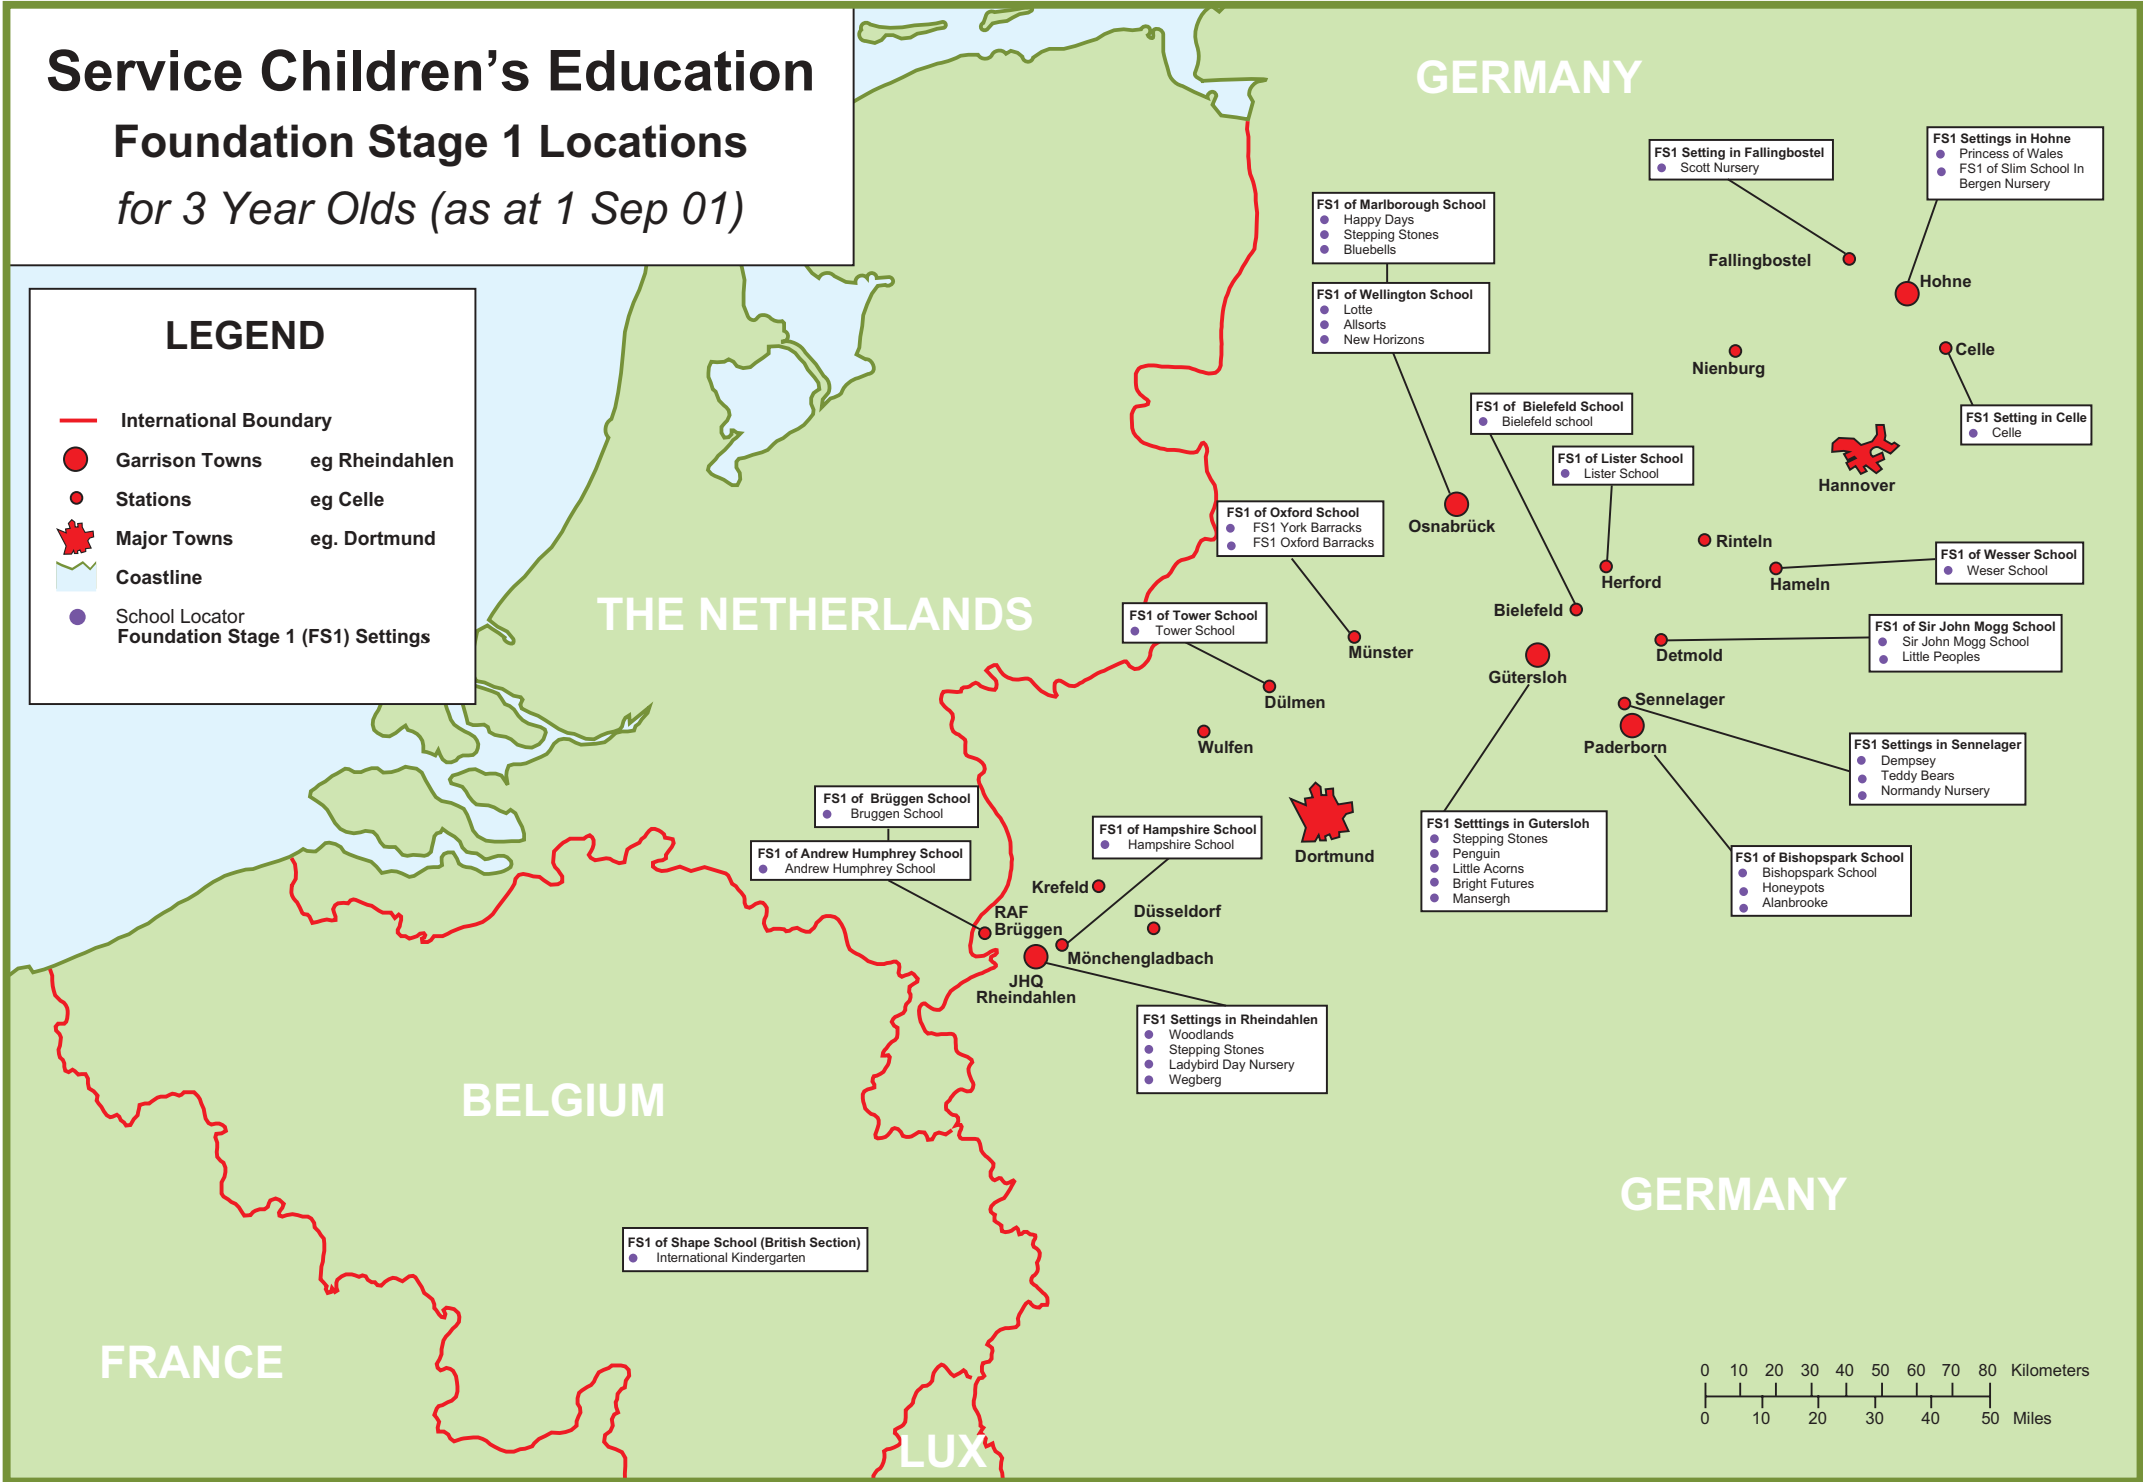 Service Children’s Education
Foundation Stage 1 Locations
for 3 Year Olds (as at 1 Sep 01)
LEGEND
International Boundary
Garrison Towns eg Rheindahlen
Stations eg Celle
Major Towns eg. Dortmund
Coastline
School Locator
Foundation Stage 1 (FS1) Settings
GERMANY
FS1 Setting in Fallingbostel
Scott Nursery
FS1 Settings in Hohne
Princess of Wales
FS1 of Slim School In
Bergen Nursery
FS1 of Marlborough School
Happy Days
Stepping Stones
Bluebells
FS1 of Wellington School
Lotte
Allsorts
New Horizons
Fallingbostel
Hohne
Nienburg
Celle
FS1 Setting in Celle
Celle
FS1 of  Bielefeld School
Bielefeld school
FS1 of Lister School
Lister School
Hannover
FS1 of Oxford School
FS1 York Barracks
FS1 Oxford Barracks
Osnabrück
Rinteln
Herford
Hameln
FS1 of Wesser School
Weser School
THE NETHERLANDS
FS1 of Tower School
Tower School
Bielefeld
Münster
Gütersloh
Detmold
FS1 of Sir John Mogg School
Sir John Mogg School
Little Peoples
Dülmen
Sennelager
Wulfen
Paderborn
FS1 Settings in Sennelager
Dempsey
Teddy Bears
Normandy Nursery
FS1 of  Brüggen School
Bruggen School
FS1 of Andrew Humphrey School
Andrew Humphrey School
FS1 of Hampshire School
Hampshire School
Dortmund
FS1 Setttings in Gutersloh
Stepping Stones
Penguin
Little Acorns
Bright Futures
Mansergh
FS1 of Bishopspark School
Bishopspark School
Honeypots
Alanbrooke
Krefeld
RAF
Brüggen
Düsseldorf
Mönchengladbach
JHQ
Rheindahlen
FS1 Settings in Rheindahlen
Woodlands
Stepping Stones
Ladybird Day Nursery
Wegberg
BELGIUM
GERMANY
FS1 of Shape School (British Section)
International Kindergarten
FRANCE
LUX
0 10 20 30 40 50 60 70 80 Kilometers
0 10 20 30 40 50 Miles